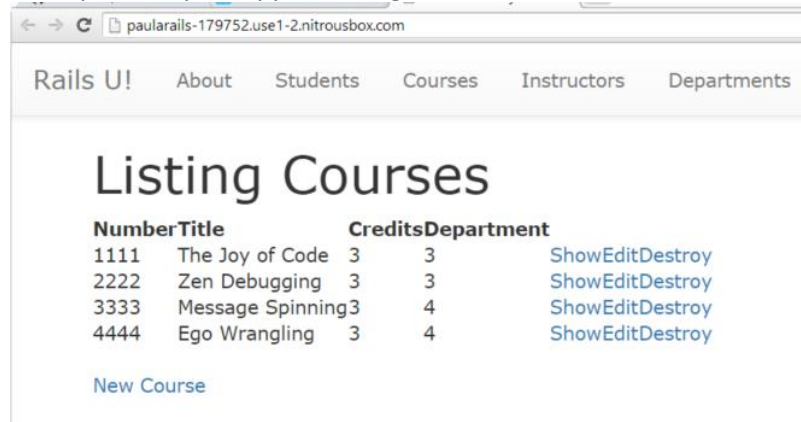 paularails-179752.use1-2.nitrousbox.com
Rails U! About Students Courses Instructors Departments
Listing Courses
NumberTitle CreditsDepartment
1111 The Joy of Code 3 3 ShowEditDestroy
2222 Zen Debugging 3 3 ShowEditDestroy
3333 Message Spinning3 4 ShowEditDestroy
4444 Ego Wrangling 3 4 ShowEditDestroy
New Course